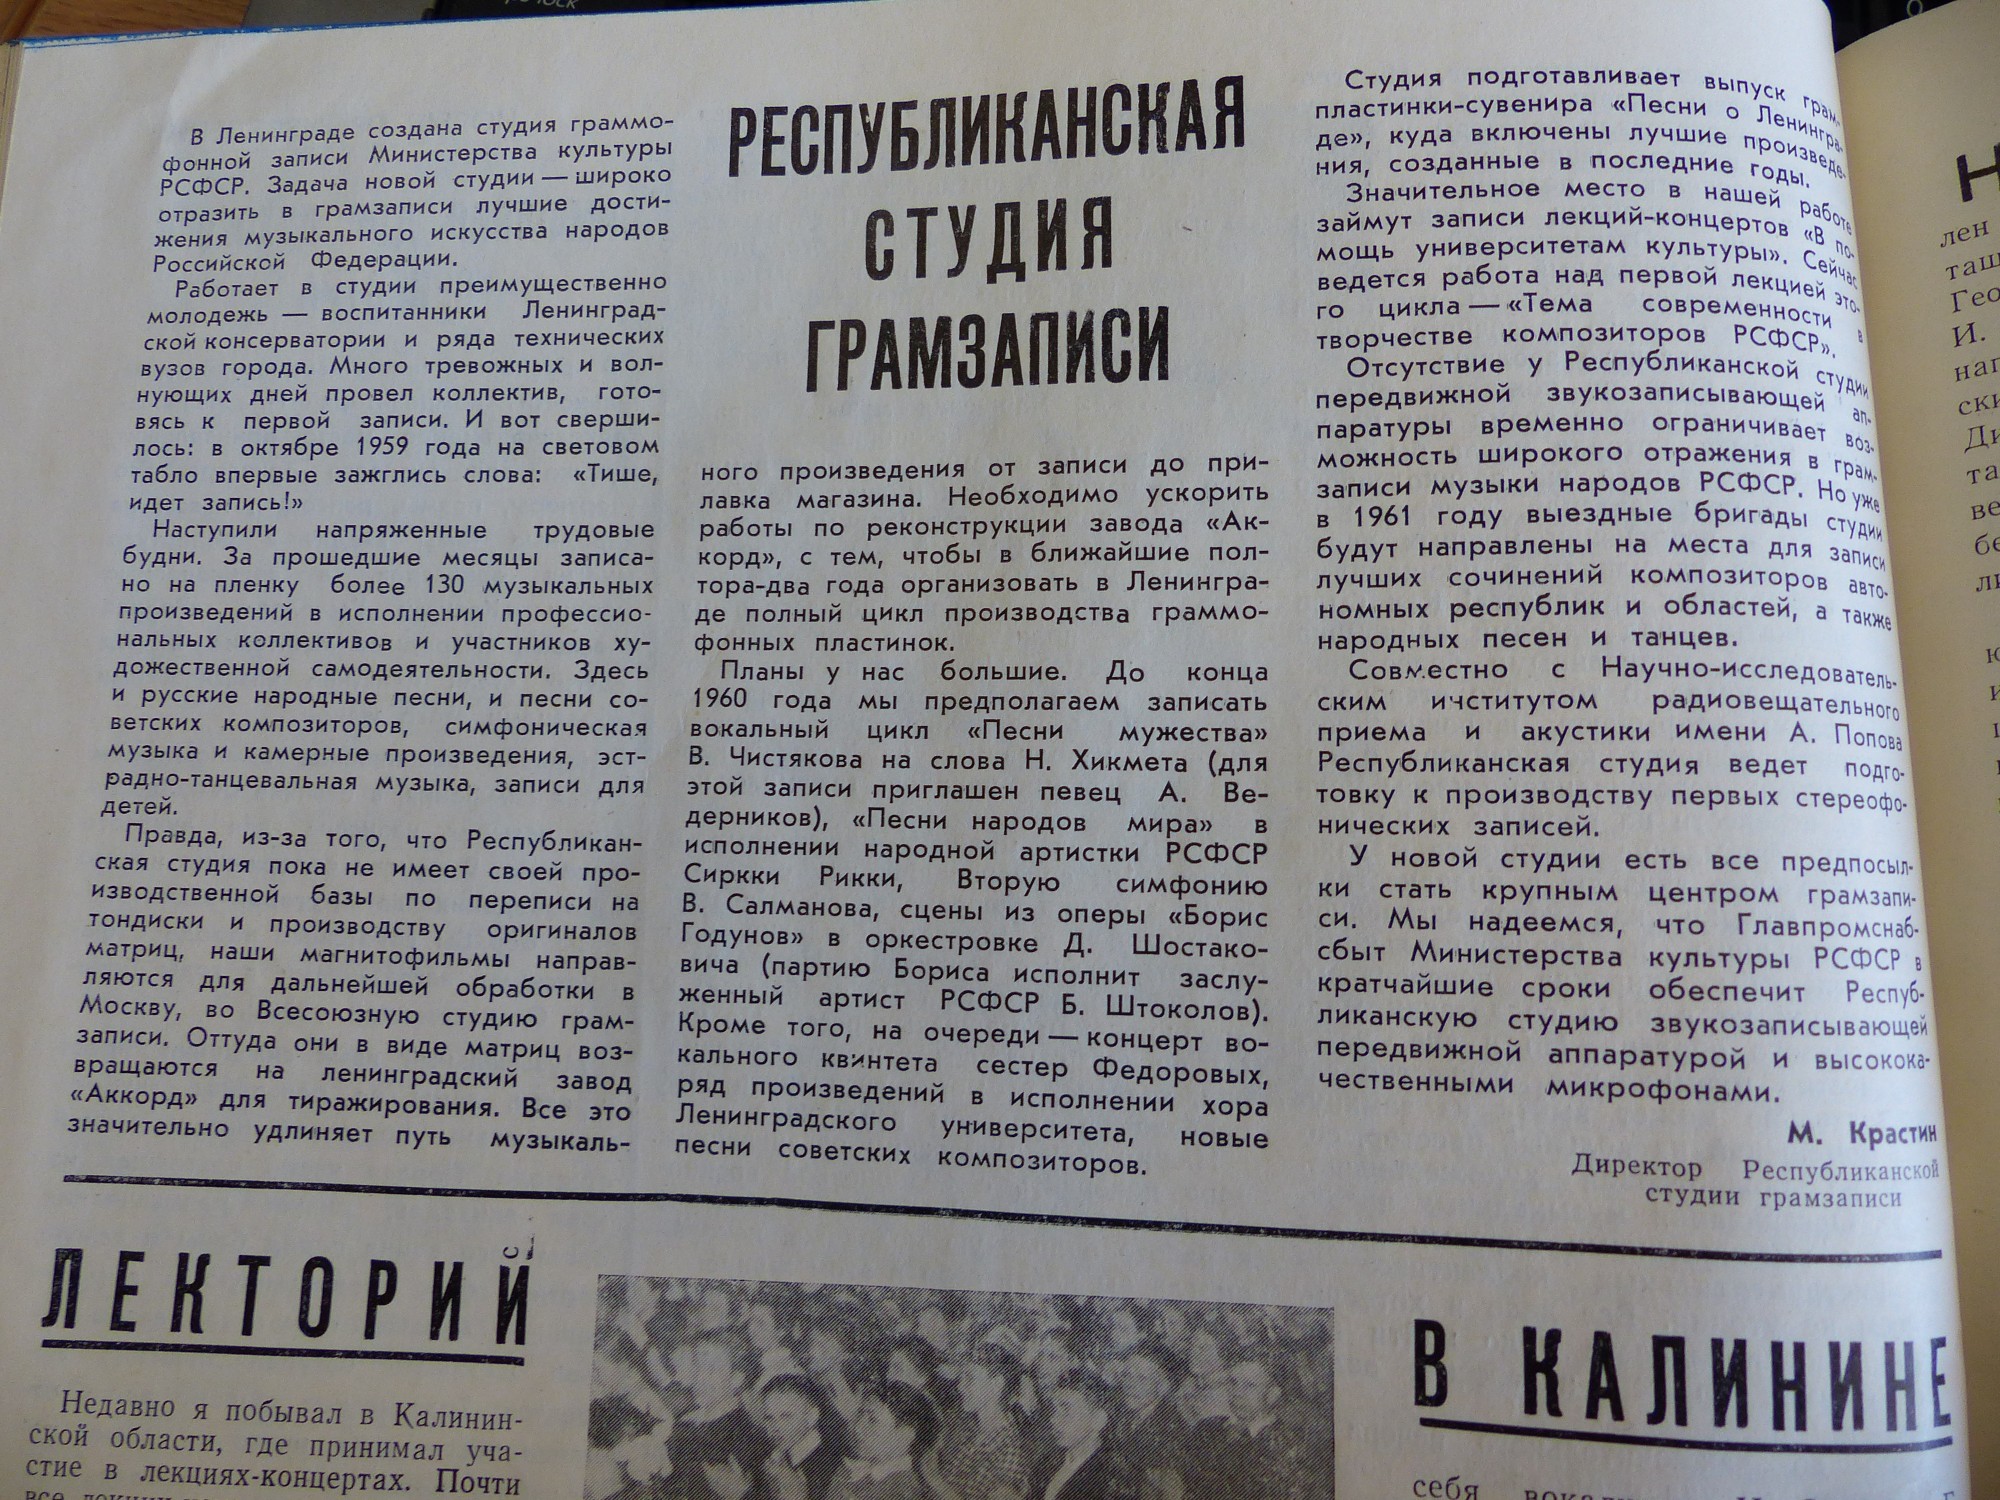 РЕСПУБЛИКАНСКАЯ
СТУДИЯ
ГРАМЗАПИСИ
В Ленинграде создана студия граммо-
фонной записи Министерства культуры
РСФСР. Задача новой студии — широко
отразить в грамзаписи лучшие дости-
жения музыкального искусства народов
Российской Федерации.
Работает в студии преимущественно
молодежь — воспитанники Ленинград-
ской консерватории и ряда технических
вузов города. Много тревожных и вол-
нующих дней провел коллектив, гото-
вясь к первой записи. И вот сверши-
лось: в октябре 1959 года на световом
табло впервые зажглись слова: «Тише,
идет запись!»
Наступили напряженные трудовые
будни. За прошедшие месяцы записа-
но на пленку более 130 музыкальных
произведений в исполнении профессио-
нальных коллективов и участников ху-
дожественной самодеятельности. Здесь
и русские народные песни, и песни со-
ветских композиторов, симфоническая
музыка и камерные произведения, эст-
радно-танцевальная музыка, записи для
детей.
Правда, из-за того, что Республикан-
ская студия пока не имеет своей про-
изводственной базы по переписи на
тондиски и производству оригиналов
матриц, наши магнитофильмы направ-
ляются для дальнейшей обработки в
Москву, во Всесоюзную студию грам-
записи. Оттуда они в виде матриц воз-
вращаются на ленинградский завод
«Аккорд» для тиражирования. Все это
значительно удлиняет путь музыкаль-
ного произведения от записи до при-
лавка магазина. Необходимо ускорить
работы по реконструкции завода «Ак-
корд», с тем, чтобы в ближайшие пол-
тора-два года организовать в Ленингра-
де полный цикл производства граммо-
фонных пластинок.
Планы у нас большие. До конца
1960 года мы предполагаем записать
вокальный цикл «Песни мужества»
В. Чистякова на слова Н. Хикмета (для
этой записи приглашен певец А. Ве-
дерников), «Песни народов мира» в
исполнении народной артистки РСФСР
Сиркки Рикки, Вторую симфонию
В. Салманова, сцены из оперы «Борис
Годунов» в оркестровке Д. Шостако-
вича (партию Бориса исполнит заслу-
женный артист РСФСР Б. Штоколов).
Кроме того, на очереди — концерт во-
кального квинтета сестер Федоровых,
ряд произведений в исполнении хора
Ленинградского университета, новые
песни советских композиторов.
Студия подготавливает выпуск грам-
пластинки-сувенира «Песни о Ленингра-
де», куда включены лучшие произведе-
ния, созданные в последние годы.
Значительное место в нашей работе
займут записи лекций-концертов «В по-
мощь университетам культуры». Сейчас
ведется работа над первой лекцией это-
го цикла — «Тема современности в
творчестве композиторов РСФСР».
Отсутствие у Республиканской студии
передвижной звукозаписывающей ап-
паратуры временно ограничивает воз-
можность широкого отражения в грам-
записи музыки народов РСФСР. Но уже
в 1961 году выездные бригады студии
будут направлены на места для записи
лучших сочинений композиторов авто-
номных республик и областей, а также
народных песен и танцев.
Совместно с Научно-исследователь-
ским институтом радиовещательного
приема и акустики имени А. Попова
Республиканская студия ведет подго-
товку к производству первых стереофо-
нических записей.
У новой студии есть все предпосыл-
ки стать крупным центром грамзапи-
си. Мы надеемся, что Главпромснаб-
сбыт Министерства культуры РСФСР в
кратчайшие сроки обеспечит Респуб-
ликанскую студию звукозаписывающей
передвижной аппаратурой и высокока-
чественными микрофонами.
М. Крастин
Директор Республиканской
студии грамзаписи
ЛЕКТОРИЙ
В КАЛИНИНЕ
Недавно я побывал в Калинин-
ской области, где принимал уча-
стие в лекциях-концертах. Почти
все
себя
лен
таш
Гео
И.